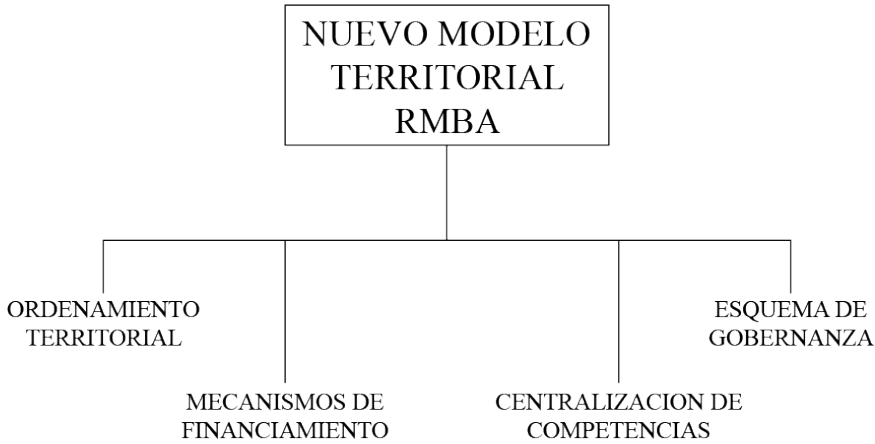 NUEVO MODELO
TERRITORIAL
RMBA
ORDENAMIENTO
TERRITORIAL
MECANISMOS DE
FINANCIAMIENTO
CENTRALIZACION DE
COMPETENCIAS
ESQUEMA DE
GOBERNANZA